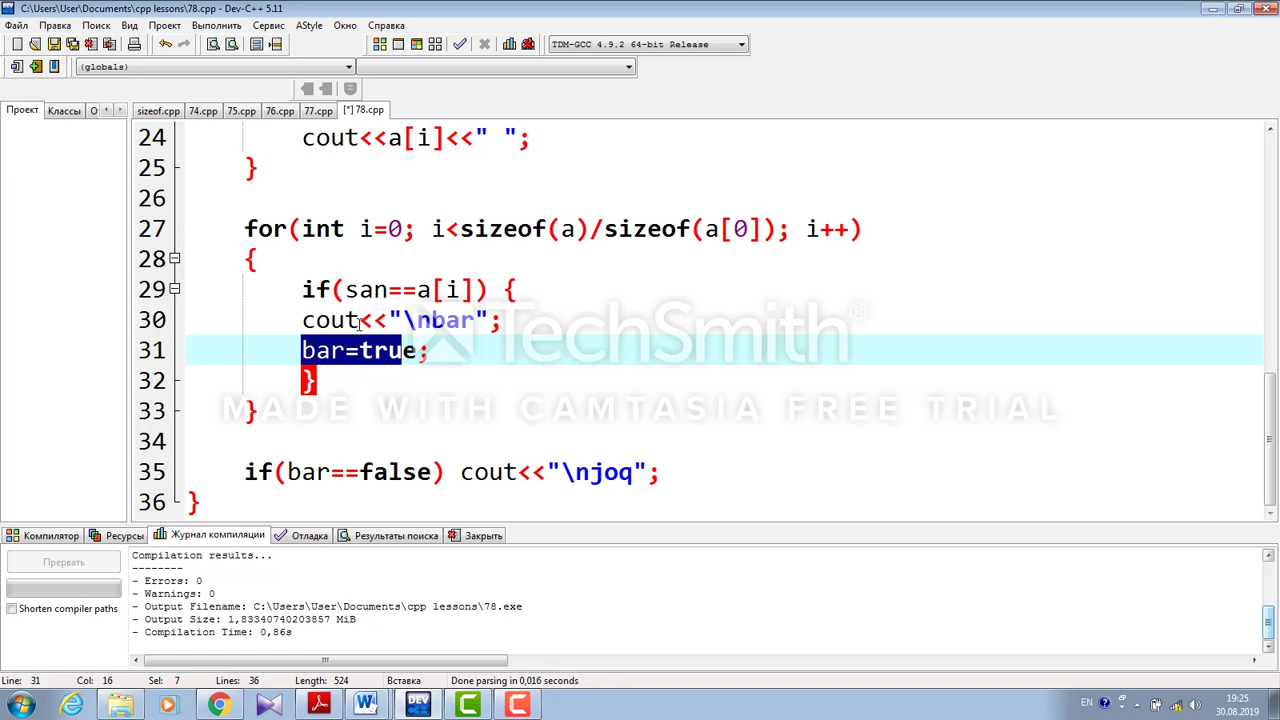 C:\Users\User\Documents\cpp lessons\78.cpp - Dev-C++ 5.11
Файл Правка Поиск Вид Проект Выполнить Сервис AStyle Окно Справка
TDM-GCC 4.9.2 64-bit Release
(globals)
Проект Классы О sizeof.cpp 74.cpp 75.cpp 76.cpp 77.cpp [*] 78.cpp
24 cout<<a[i]<<" ";
25 }
26
27 for(int i=0; i<sizeof(a)/sizeof(a[0]); i++)
28 {
29 if(san==a[i]) {
30 cout<<"\nbar";
31 bar=true;
32 }
33 }
34
35 if(bar==false) cout<<"\njoq";
36 }
TechSmith®
MADE WITH CAMTASIA FREE TRIAL
Компилятор Ресурсы Журнал компиляции Отладка Результаты поиска Закрыть
Прервать
Shorten compiler paths
Compilation results...
--------
- Errors: 0
- Warnings: 0
- Output Filename: C:\Users\User\Documents\cpp lessons\78.exe
- Output Size: 1,83340740203857 MiB
- Compilation Time: 0,86s
Line: 31 Col: 16 Sel: 7 Lines: 36 Length: 524 Вставка Done parsing in 0,016 seconds
DEV
EN 19:25
30.08.2019